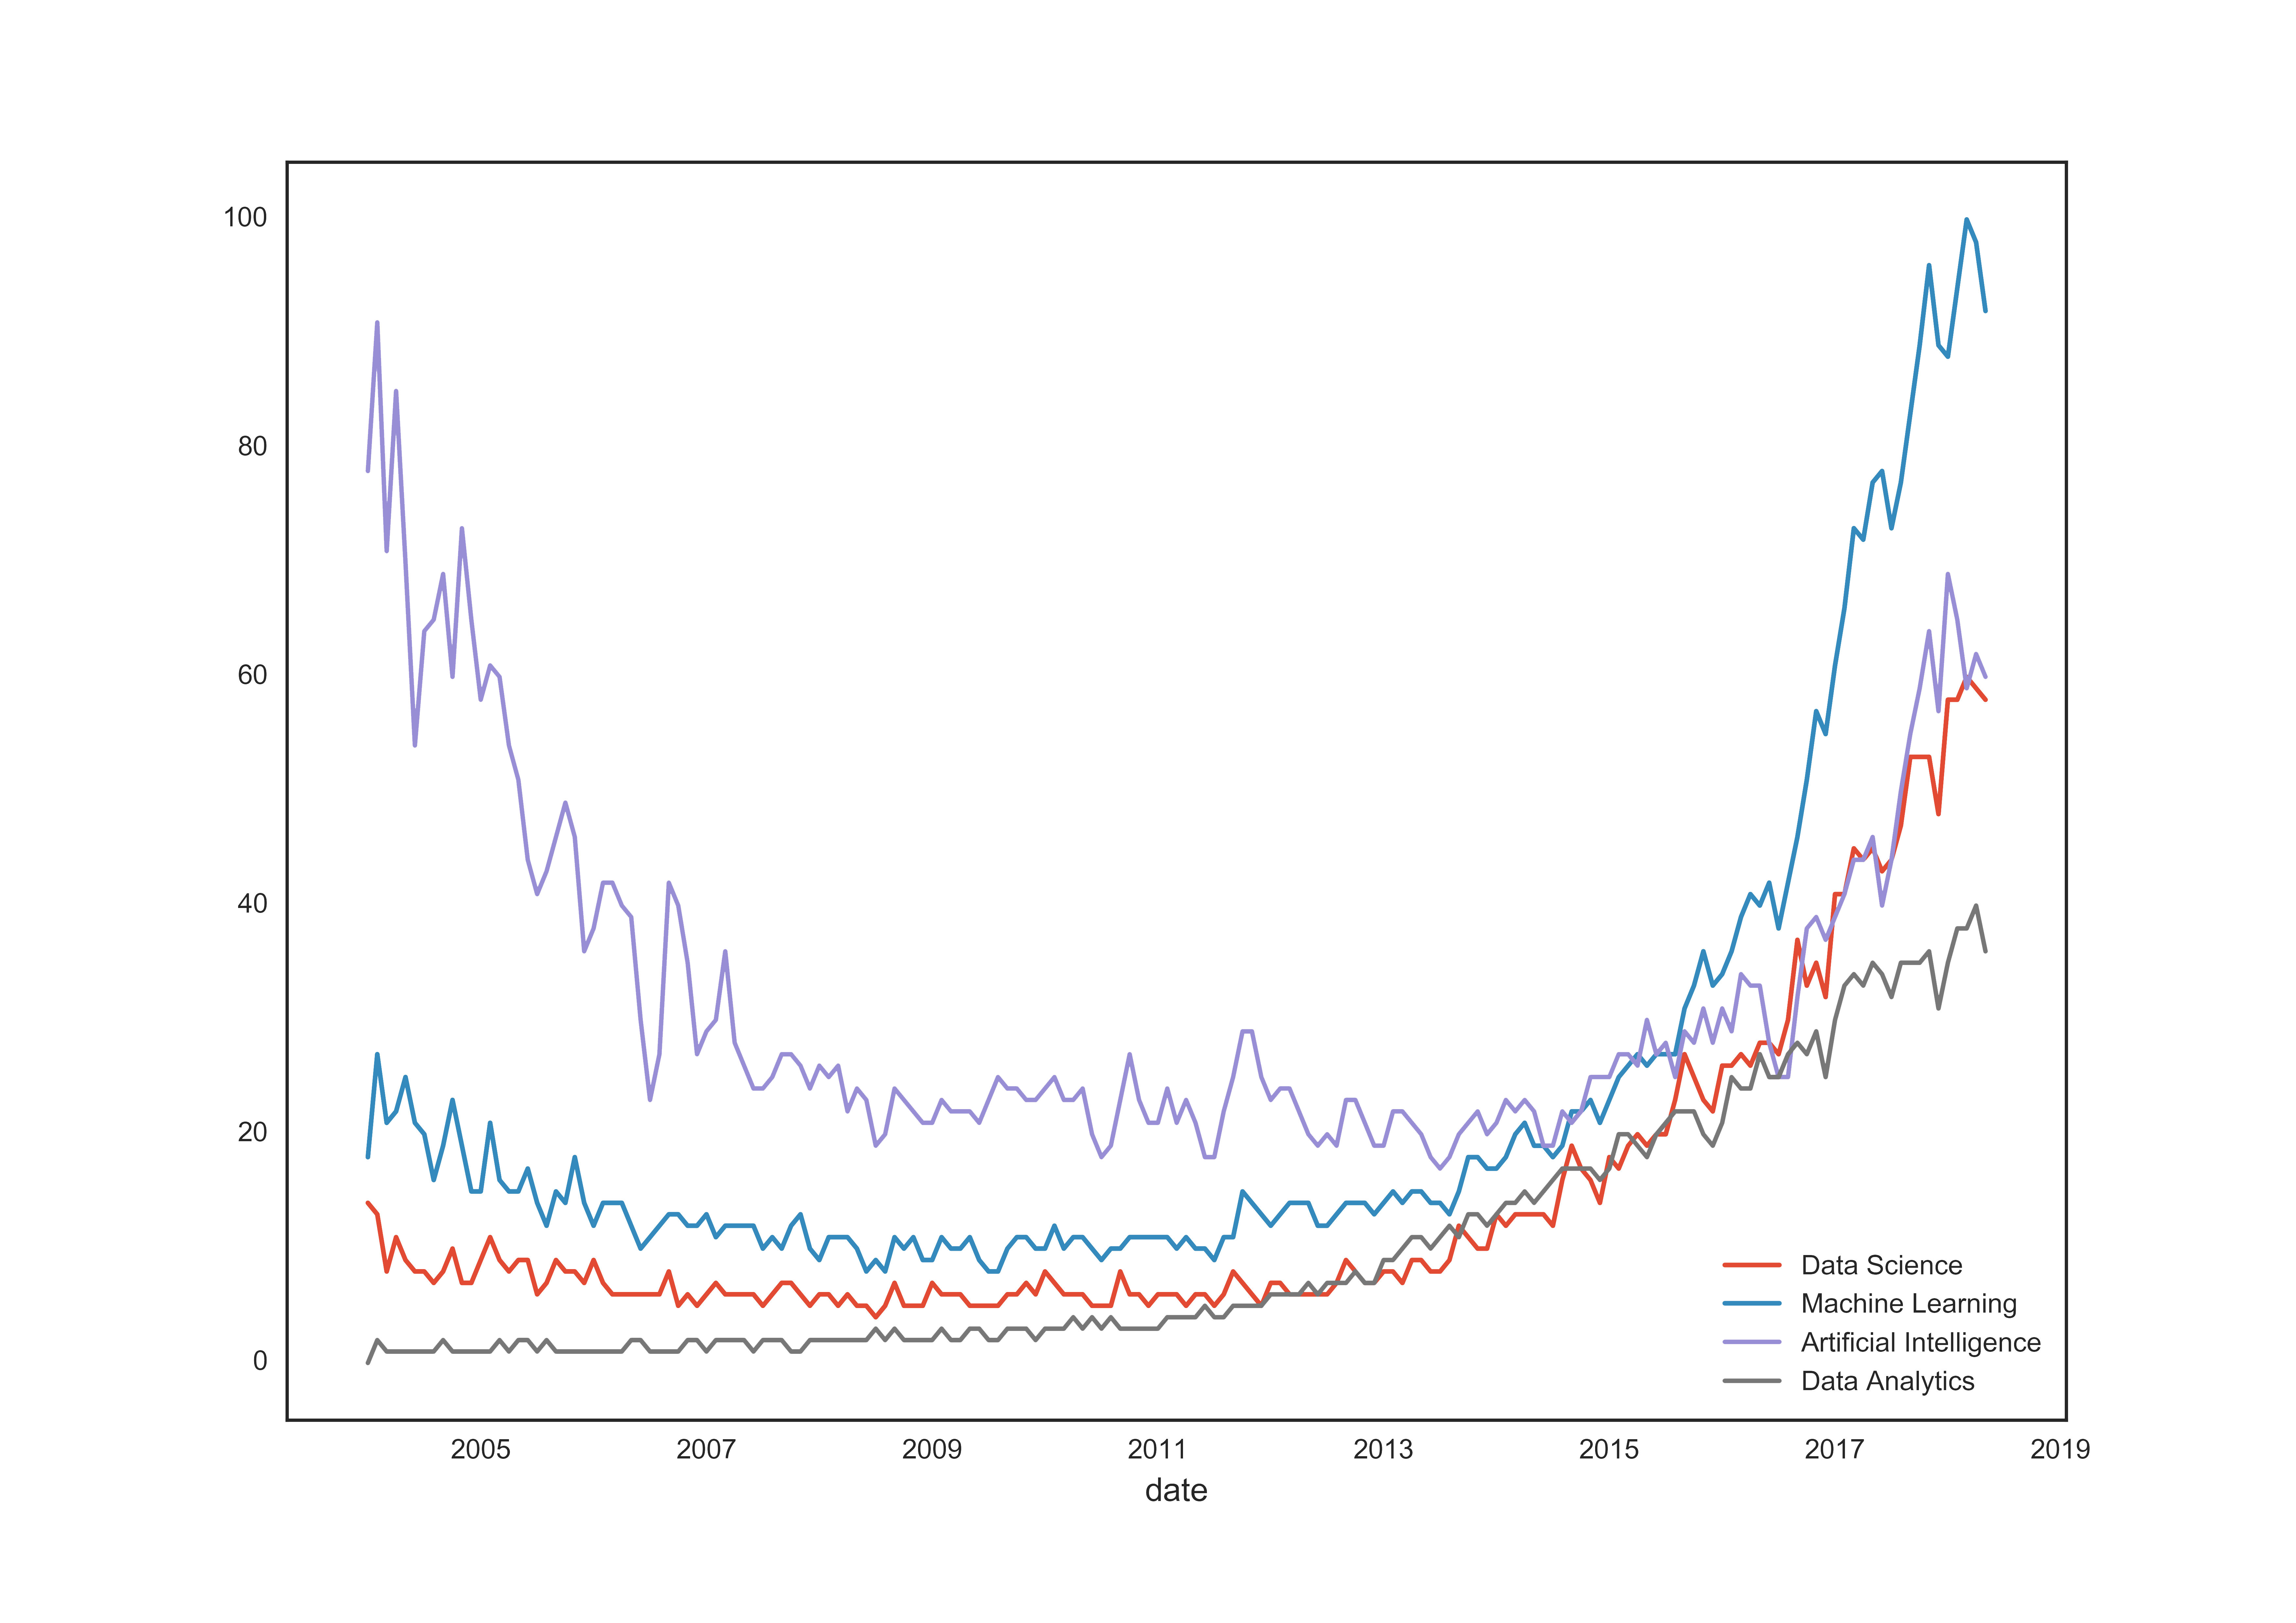 100
80
60
40
20
0
2005 2007 2009 2011 2013 2015 2017 2019
date
Data Science
Machine Learning
Artificial Intelligence
Data Analytics